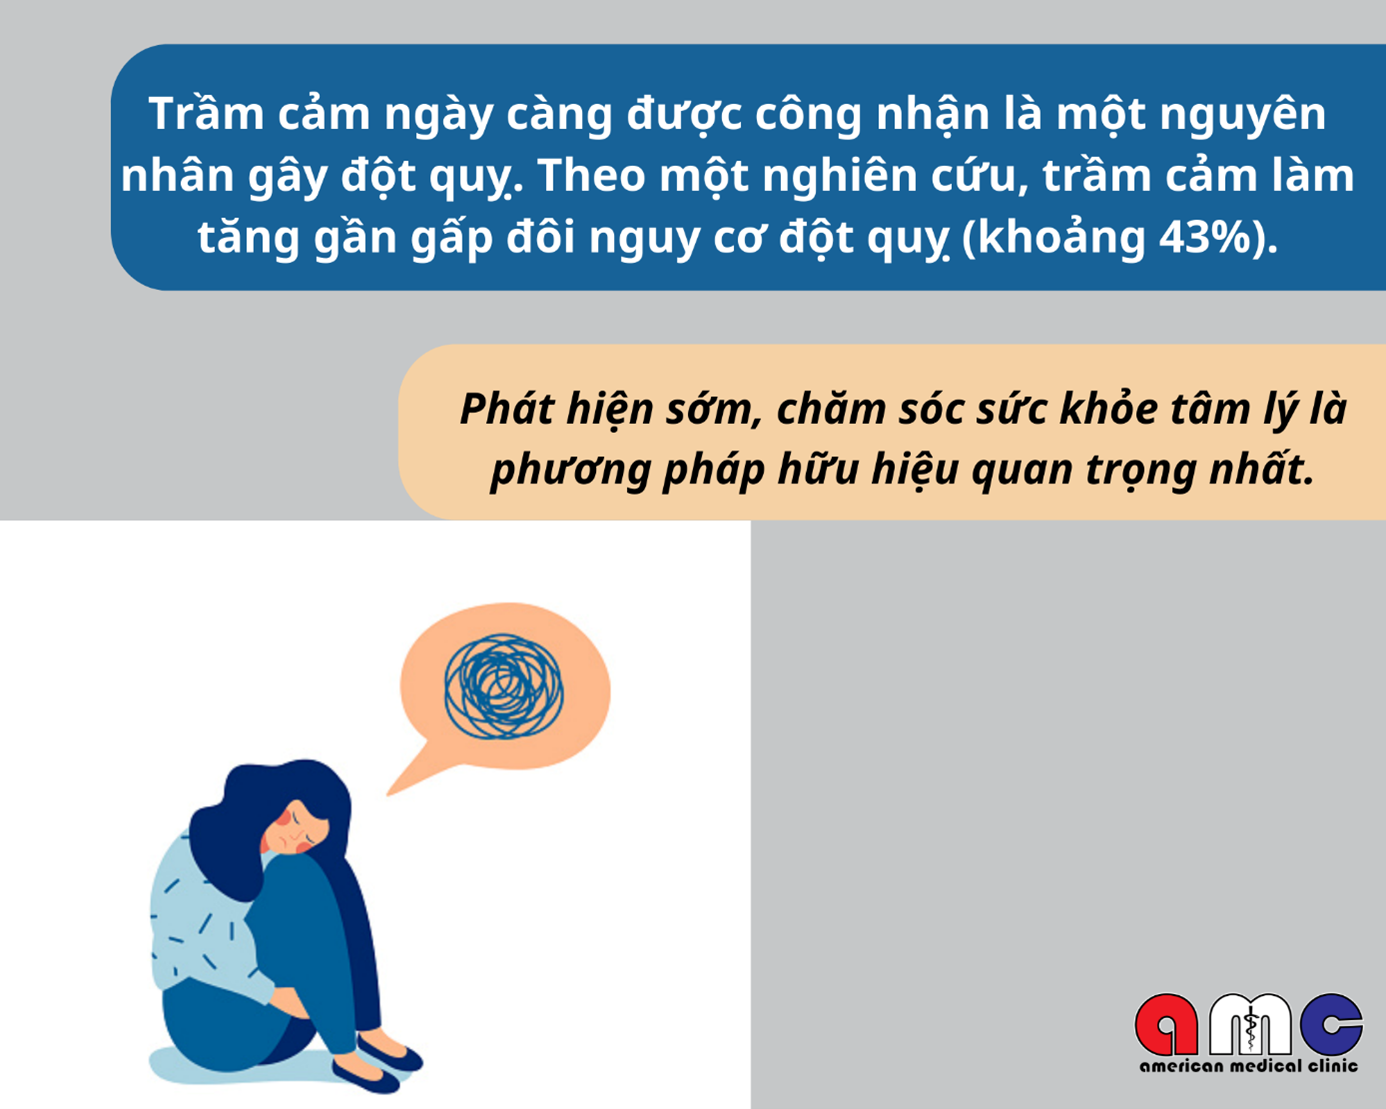 Trầm cảm ngày càng được công nhận là một nguyên
nhân gây đột quỵ. Theo một nghiên cứu, trầm cảm làm
tăng gần gấp đôi nguy cơ đột quỵ (khoảng 43%).
Phát hiện sớm, chăm sóc sức khỏe tâm lý là
phương pháp hữu hiệu quan trọng nhất.
amc
american medical clinic